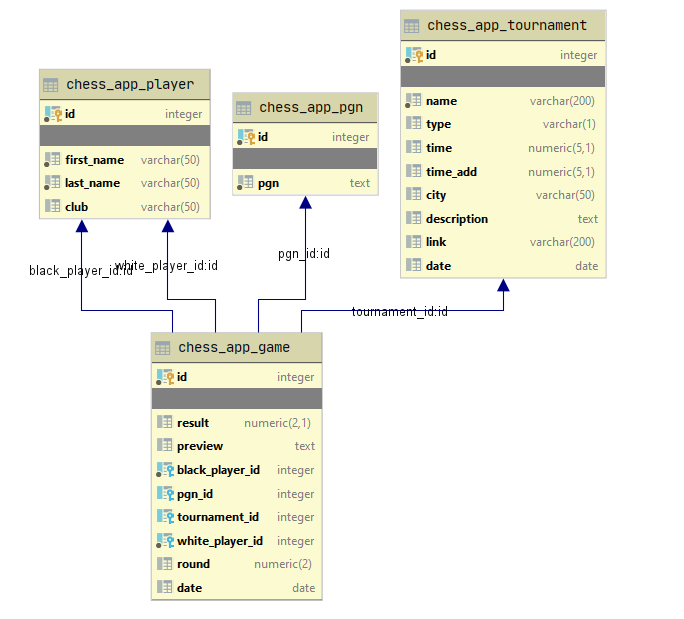 chess_app_tournament
id integer
name varchar(200)
type varchar(1)
time numeric(5,1)
time_add numeric(5,1)
city varchar(50)
description text
link varchar(200)
date date
chess_app_player
id integer
first_name varchar(50)
last_name varchar(50)
club varchar(50)
chess_app_pgn
id integer
pgn text
black_player_id:id
white_player_id:id
pgn_id:id
tournament_id:id
chess_app_game
id integer
result numeric(2,1)
preview text
black_player_id integer
pgn_id integer
tournament_id integer
white_player_id integer
round numeric(2)
date date